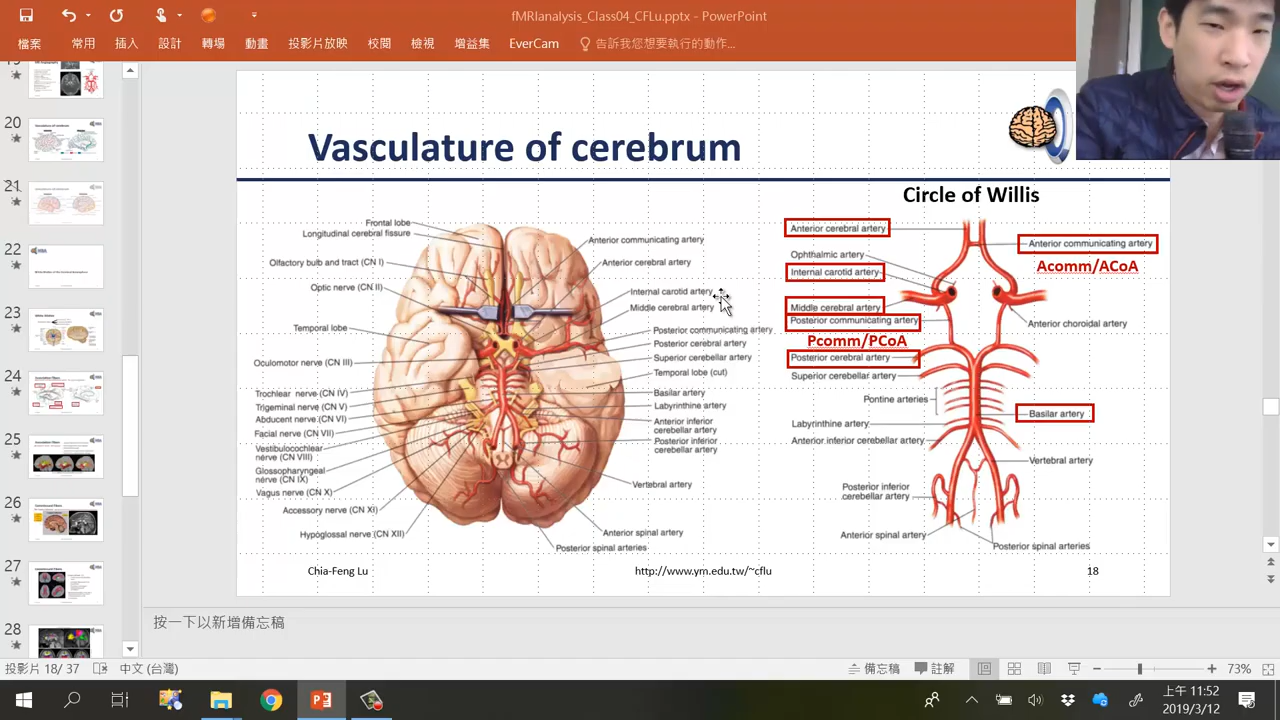 fMRIanalysis_Class04_CFLu.pptx - PowerPoint
檔案 常用 插入 設計 轉場 動畫 投影片放映 校閱 檢視 增益集 EverCam 告訴我您想要執行的動作...
20
21
22
23
24
25
26
27
28
Vasculature of cerebrum
Circle of Willis
Frontal lobe
Longitudinal cerebral fissure
Olfactory bulb and tract (CN I)
Optic nerve (CN II)
Temporal lobe
Oculomotor nerve (CN III)
Trochlear nerve (CN IV)
Trigeminal nerve (CN V)
Abducent nerve (CN VI)
Facial nerve (CN VII)
Vestibulocochlear
nerve (CN VIII)
Glossopharyngeal
nerve (CN IX)
Vagus nerve (CN X)
Accessory nerve (CN XI)
Hypoglossal nerve (CN XII)
Anterior communicating artery
Anterior cerebral artery
Internal carotid artery
Middle cerebral artery
Posterior communicating artery
Posterior cerebral artery
Superior cerebellar artery
Temporal lobe (cut)
Basilar artery
Labyrinthine artery
Anterior inferior
cerebellar artery
Posterior inferior
cerebellar artery
Vertebral artery
Anterior spinal artery
Posterior spinal arteries
Anterior cerebral artery
Ophthalmic artery
Internal carotid artery
Middle cerebral artery
Posterior communicating artery
Pcomm/PCoA
Posterior cerebral artery
Superior cerebellar artery
Pontine arteries
Labyrinthine artery
Anterior inferior cerebellar artery
Posterior inferior
cerebellar artery
Anterior spinal artery
Anterior communicating artery
Acomm/ACoA
Anterior choroidal artery
Basilar artery
Vertebral artery
Posterior spinal arteries
Chia-Feng Lu http://www.ym.edu.tw/~cflu 18
按一下以新增備忘稿
投影片 18/ 37 中文 (台灣) 備忘稿 註解 73%
上午 11:52
2019/3/12